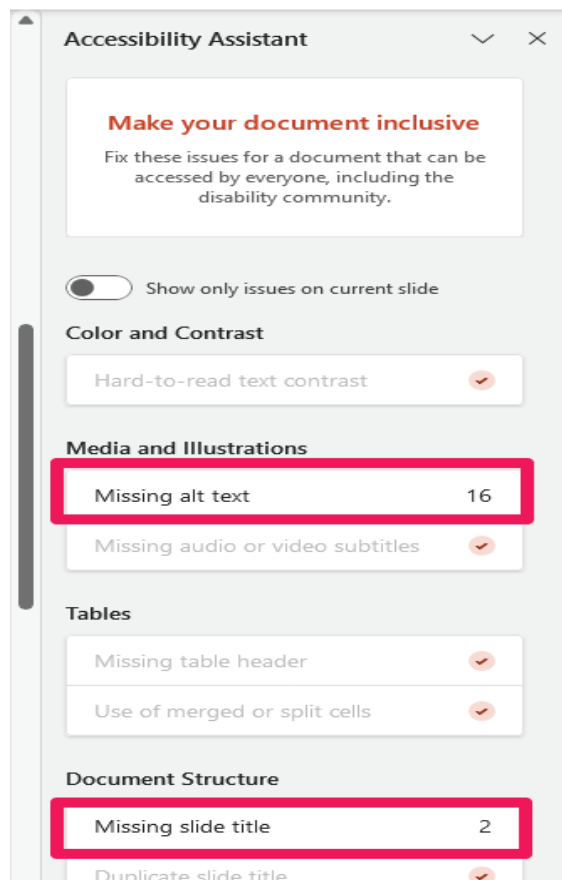 Accessibility Assistant
Make your document inclusive
Fix these issues for a document that can be
accessed by everyone, including the
disability community.
Show only issues on current slide
Color and Contrast
Hard-to-read text contrast
Media and Illustrations
Missing alt text 16
Missing audio or video subtitles
Tables
Missing table header
Use of merged or split cells
Document Structure
Missing slide title 2
Duplicate slide title